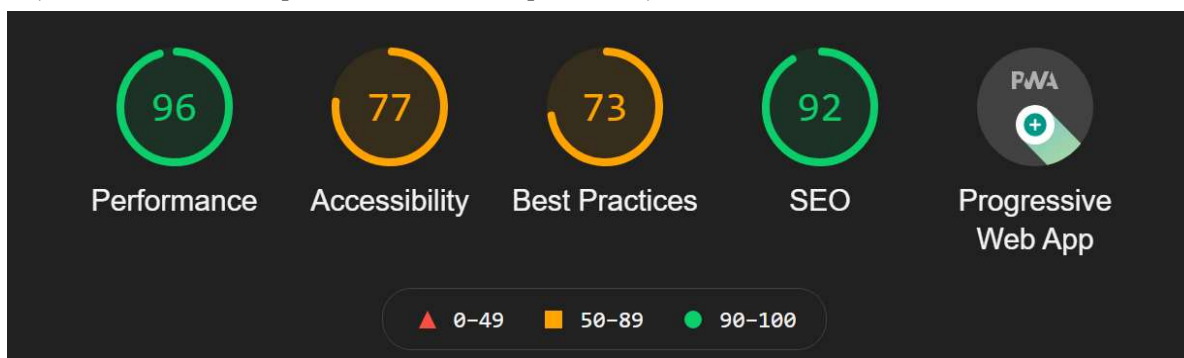 96
77
73
92
PWA
Performance
Accessibility
Best Practices
SEO
Progressive
Web App
0–49
50–89
90–100